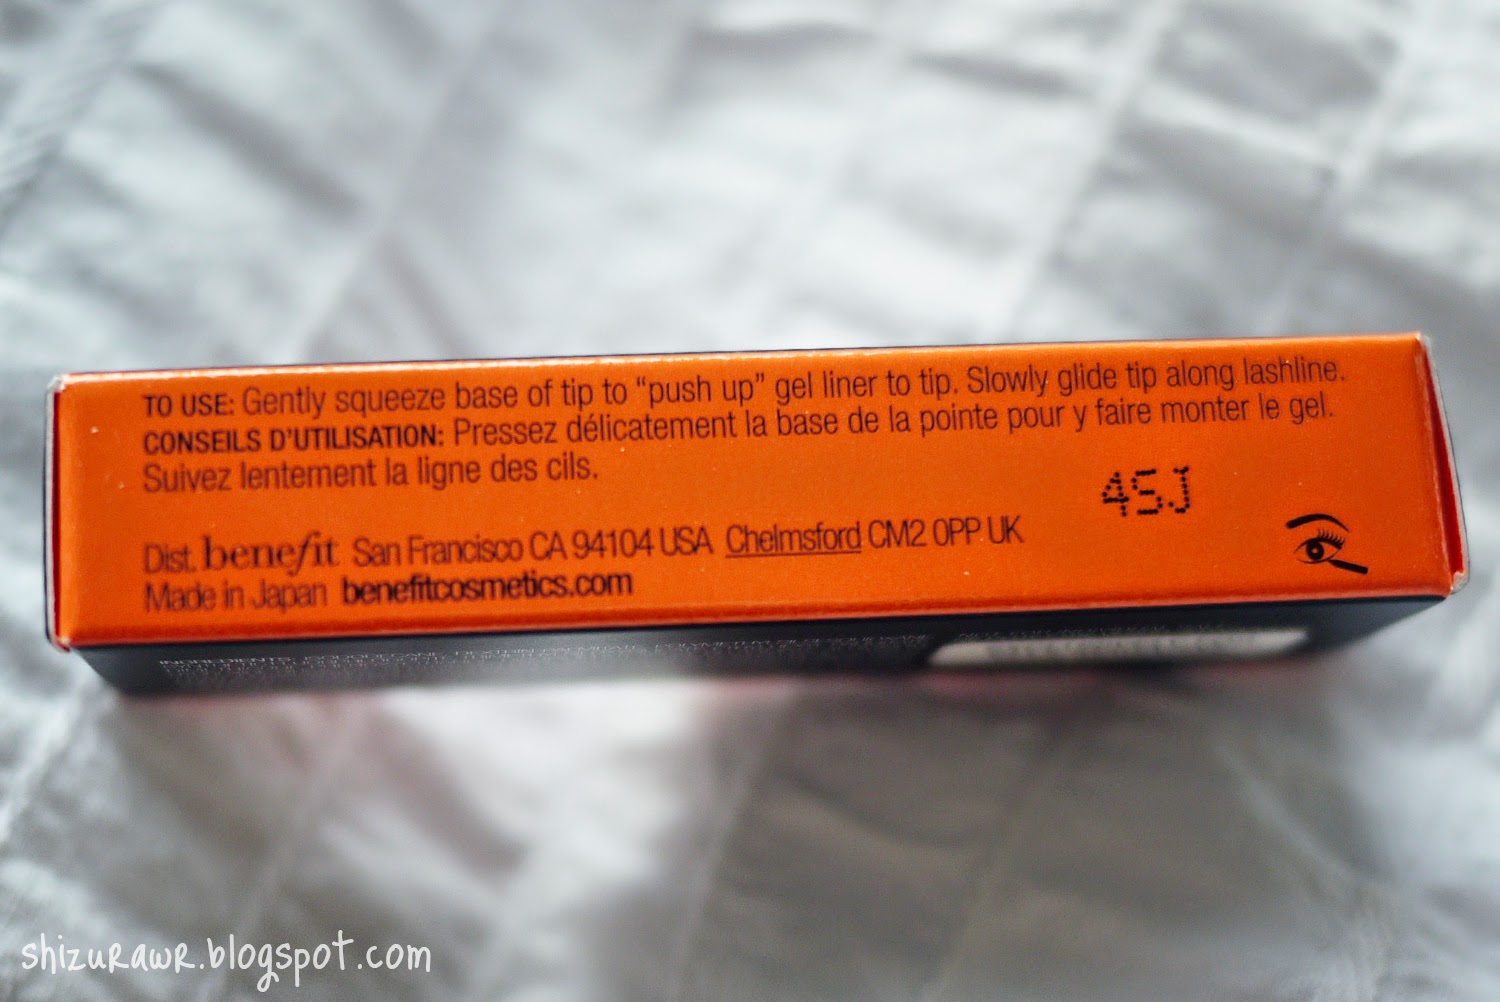 TO USE: Gently squeeze base of tip to “push up” gel liner to tip. Slowly glide tip along lashline.
CONSEILS D’UTILISATION: Pressez délicatement la base de la pointe pour y faire monter le gel.
Suivez lentement la ligne des cils.
4SJ
Dist. benefit San Francisco CA 94104 USA Chelmsford CM2 0PP UK
Made in Japan benefitcosmetics.com
shizurawr.blogspot.com